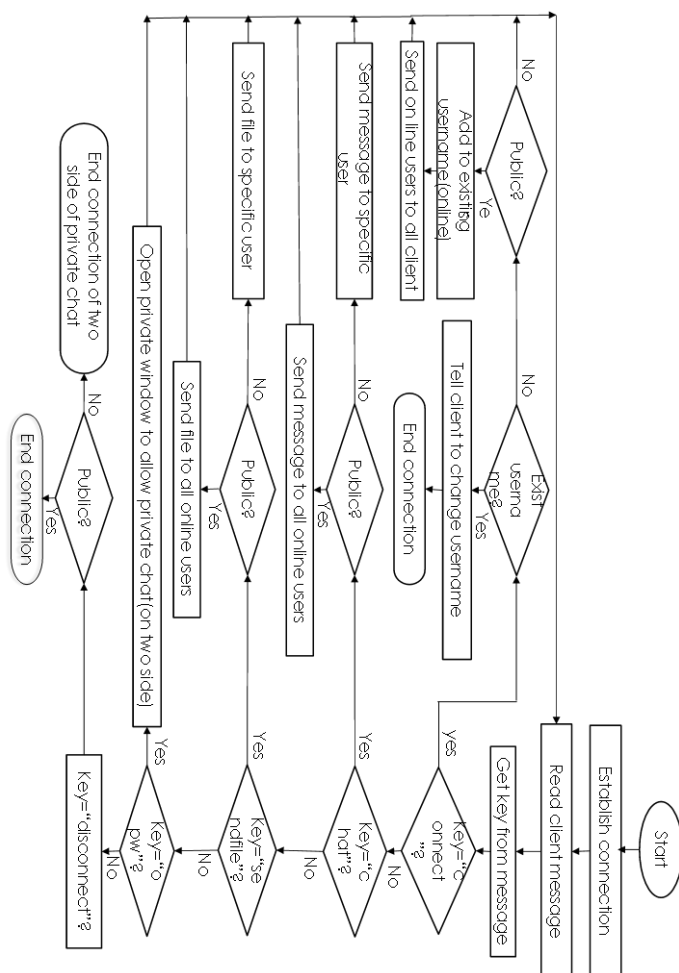 Start
Establish connection
Read client message
Get key from message
Key="c
onnect
"?
yes
No
Exist
userna
me?
Yes
No
Tell client to change username
End connection
Public?
Ye
No
Add to existing
username(online)
Send on line users to all client
Key="c
hat"?
Yes
No
Public?
Yes
No
Send message to all online users
Send message to specific
user
Key="se
ndfile"?
Yes
No
Public?
Yes
No
Send file to all online users
Send file to
specific user
Key="o
pw"?
Yes
No
Open private window to allow private chat(on two side)
Key="disconnect"?
Public?
Yes
No
End connection
End connection of two
side of private chat